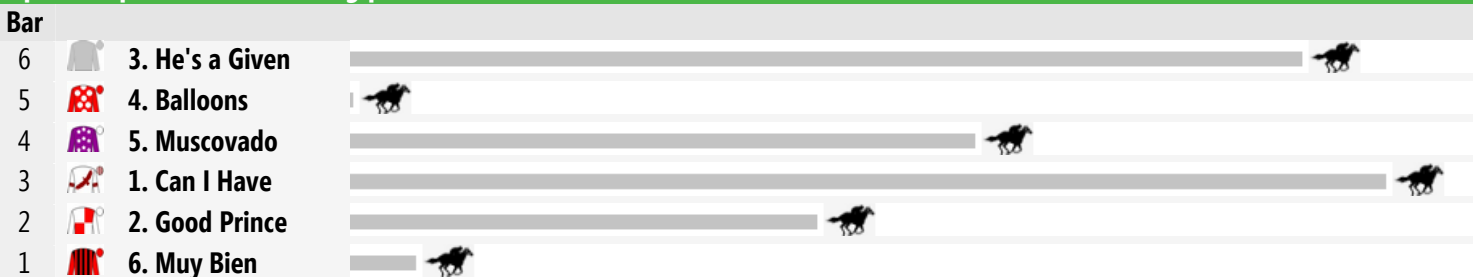 Bar
6 3. He's a Given
5 4. Balloons
4 5. Muscovado
3 1. Can I Have
2 2. Good Prince
1 6. Muy Bien